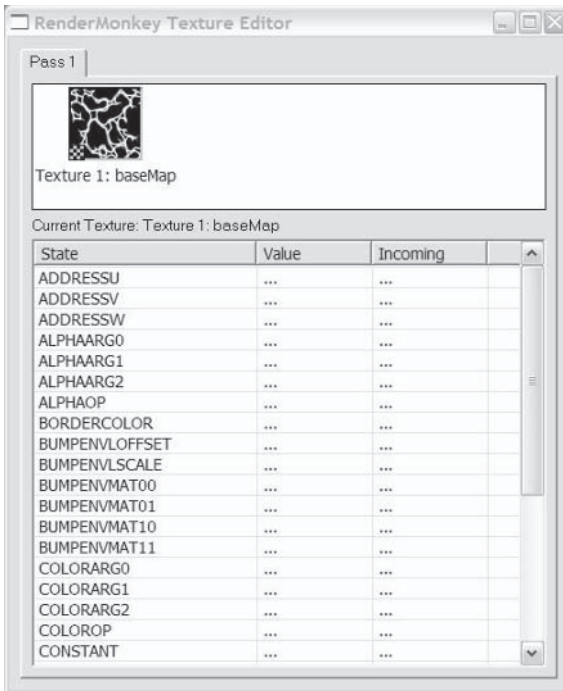 RenderMonkey Texture Editor
Pass 1
Texture 1: baseMap
Current Texture: Texture 1: baseMap
State Value Incoming
ADDRESSU ... ...
ADDRESSV ... ...
ADDRESSW ... ...
ALPHAARG0 ... ...
ALPHAARG1 ... ...
ALPHAARG2 ... ...
ALPHAOP ... ...
BORDERCOLOR ... ...
BUMPENVLOFFSET ... ...
BUMPENVLSCALE ... ...
BUMPENVMAT00 ... ...
BUMPENVMAT01 ... ...
BUMPENVMAT10 ... ...
BUMPENVMAT11 ... ...
COLORARG0 ... ...
COLORARG1 ... ...
COLORARG2 ... ...
COLOROP ... ...
CONSTANT ... ...